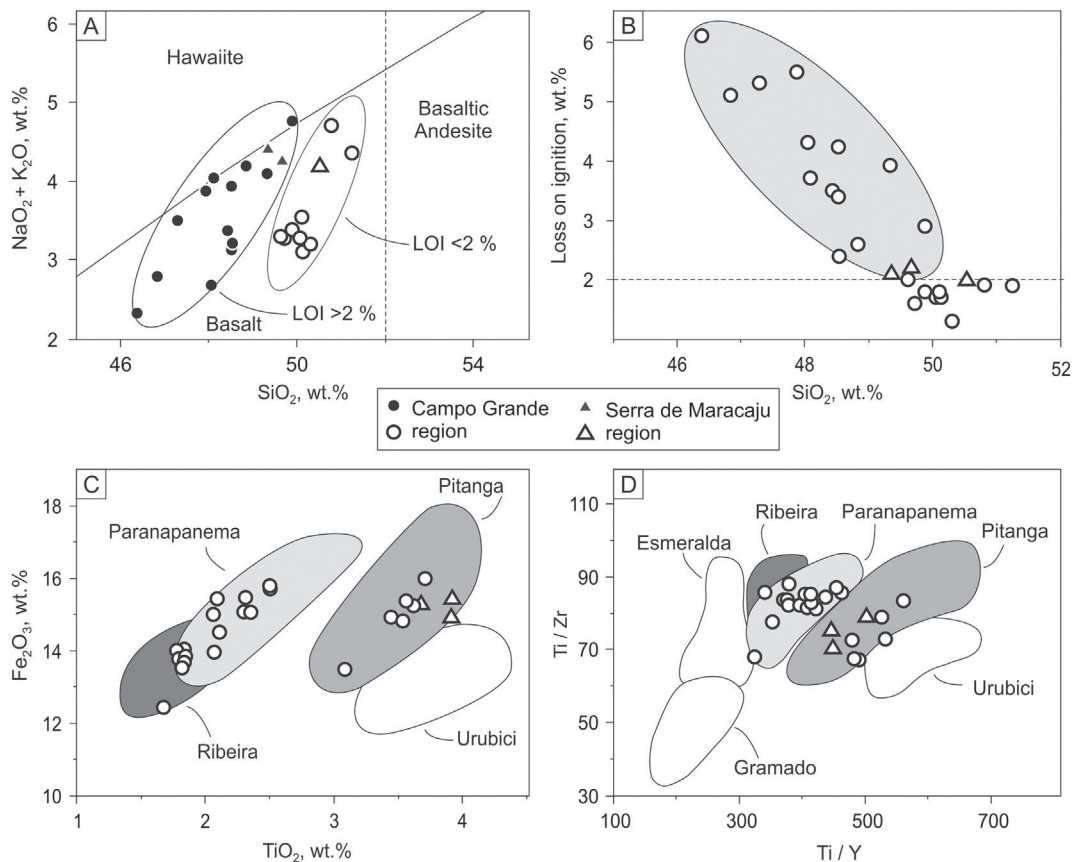 A
Hawaiite
Basaltic
Andesite
LOI <2 %
LOI >2 %
Basalt
NaO₂ + K₂O, wt.%
6
5
4
3
2
46
50
52
54
SiO₂, wt.%
B
Loss on ignition, wt.%
6
5
4
3
2
1
45
46
48
50
52
SiO₂, wt.%
Campo Grande
region
Serra de Maracaju
region
C
Pitanga
Paranapanema
Ribeira
Urubici
Fe₂O₃, wt.%
18
16
14
12
10
1
2
3
4
TiO₂, wt.%
D
Ribeira
Paranapanema
Pitanga
Esmeralda
Urubici
Gramado
Ti / Zr
110
90
70
50
30
100
300
500
700
Ti / Y